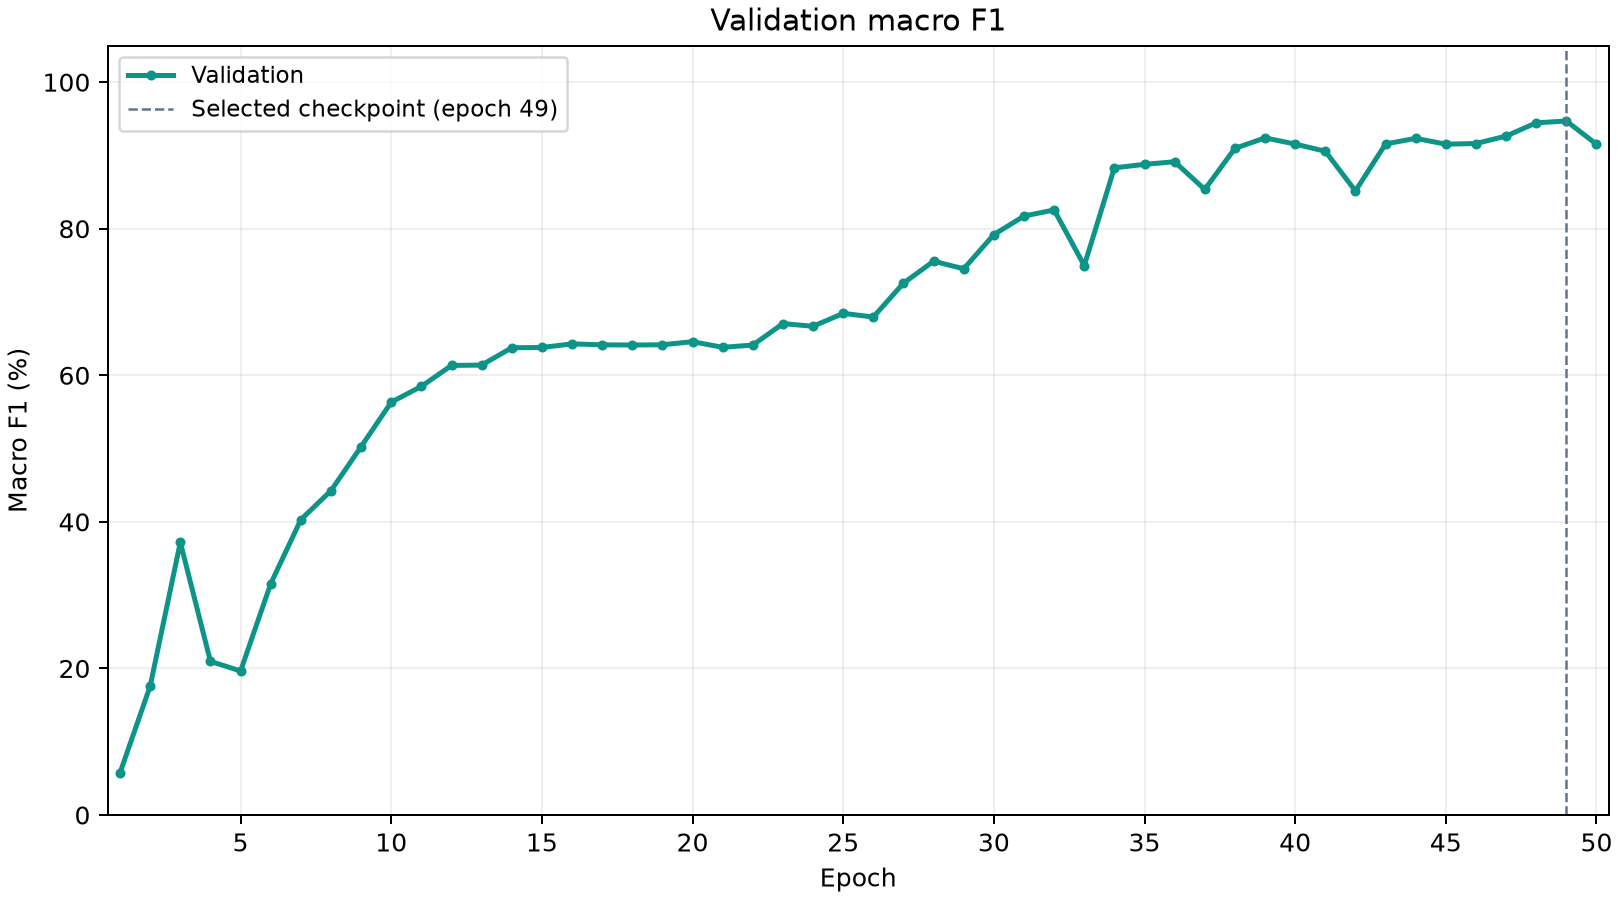 Validation macro F1
Validation
Selected checkpoint (epoch 49)
Macro F1 (%)
100
80
60
40
20
0
5 10 15 20 25 30 35 40 45 50
Epoch